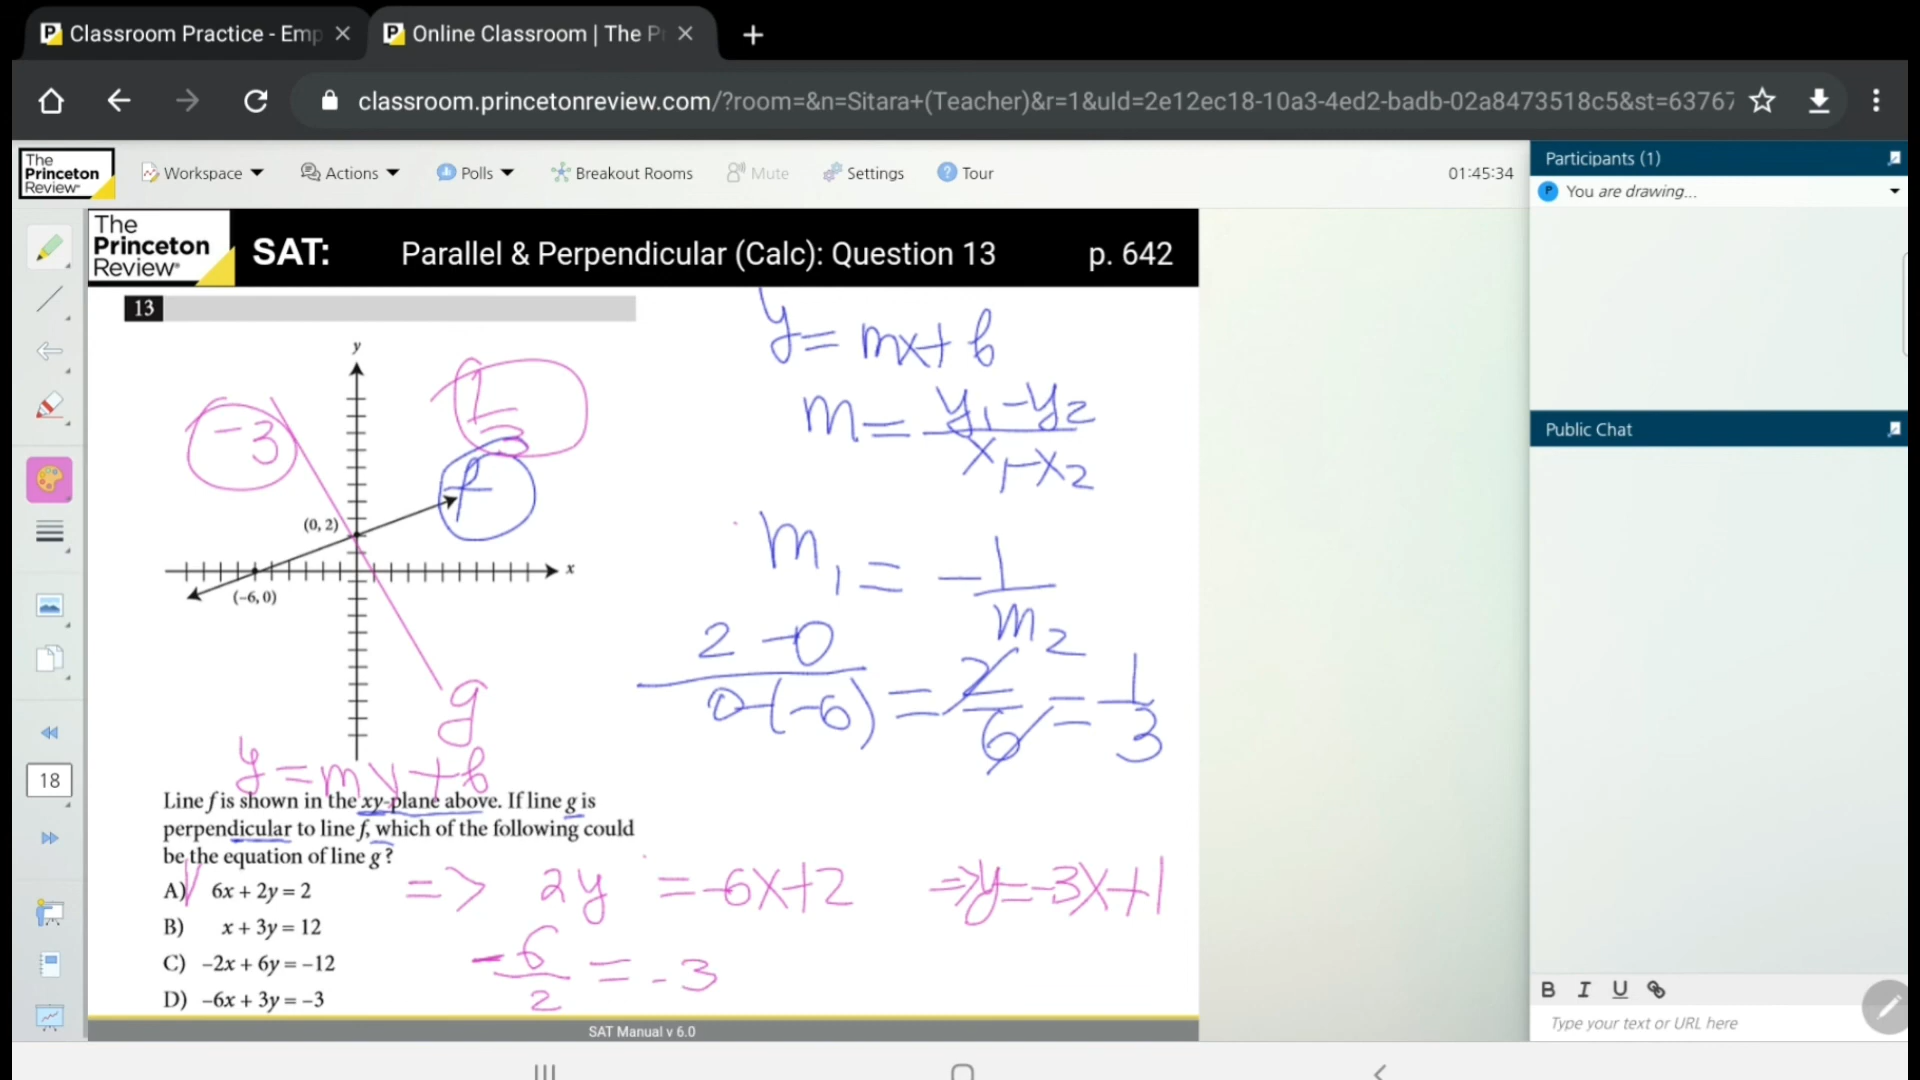 Classroom Practice - Emp
Online Classroom | The P
classroom.princetonreview.com/?room=&n=Sitara+(Teacher)&r=1&uId=2e12ec18-10a3-4ed2-badb-02a8473518c5&st=63767
The Princeton Review
Workspace
Actions
Polls
Breakout Rooms
Mute
Settings
Tour
01:45:34
Participants (1)
You are drawing...
The
Princeton
Review
SAT:
Parallel & Perpendicular (Calc): Question 13
p. 642
13
y = mx + b
m = y₁ - y₂ / x₁ - x₂
y
-3
1/3
f
(0, 2)
x
(–6, 0)
m₁ = -1/m₂
2 - 0 / 0 - (-6) = 2/6 = 1/3
g
y = mx + b
Line f is shown in the xy-plane above. If line g is
perpendicular to line f, which of the following could
be the equation of line g?
A) 6x + 2y = 2
=> 2y = -6x + 2 => y = -3x + 1
B) x + 3y = 12
C) –2x + 6y = –12
-6/2 = -3
D) –6x + 3y = –3
SAT Manual v 6.0
18
Public Chat
B I U
Type your text or URL here